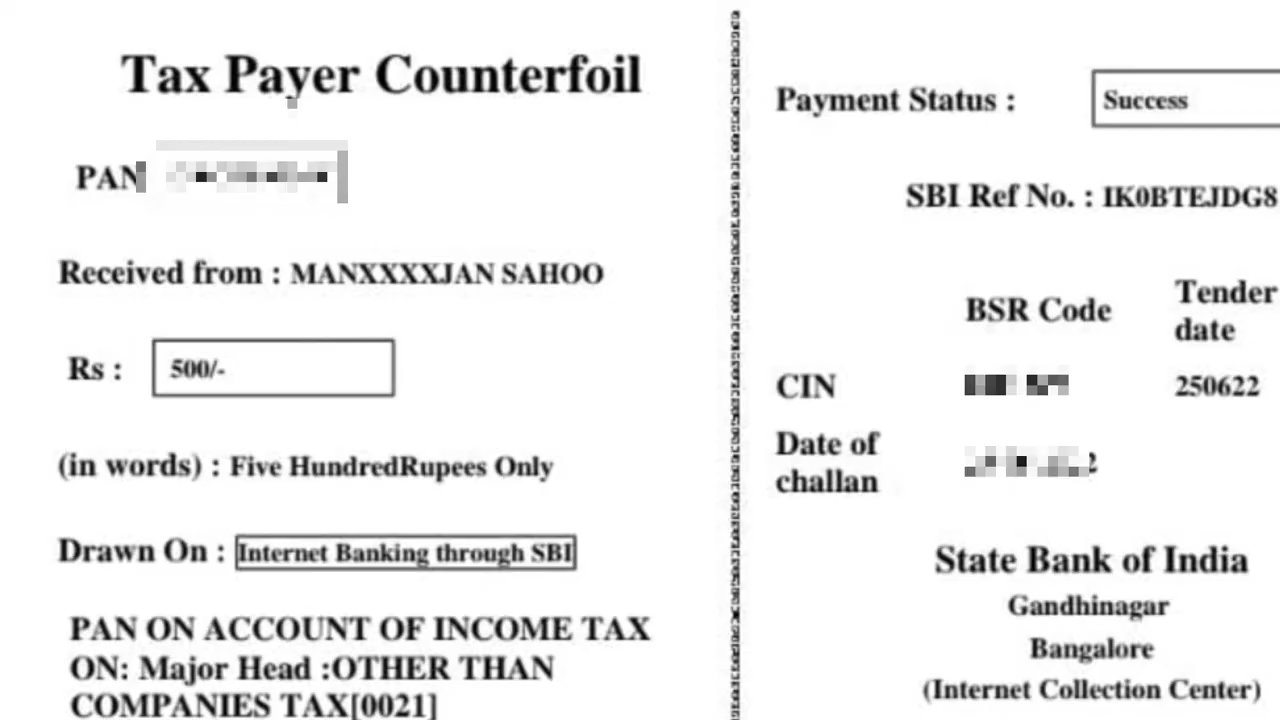 Tax Payer Counterfoil
PAN
Received from : MANXXXXJAN SAHOO
Rs : 500/-
(in words) : Five HundredRupees Only
Drawn On : Internet Banking through SBI
PAN ON ACCOUNT OF INCOME TAX
ON: Major Head :OTHER THAN
COMPANIES TAX[0021]
Payment Status : Success
SBI Ref No. : IK0BTEJDG8
BSR Code
Tender
date
CIN
250622
Date of
challan
State Bank of India
Gandhinagar
Bangalore
(Internet Collection Center)